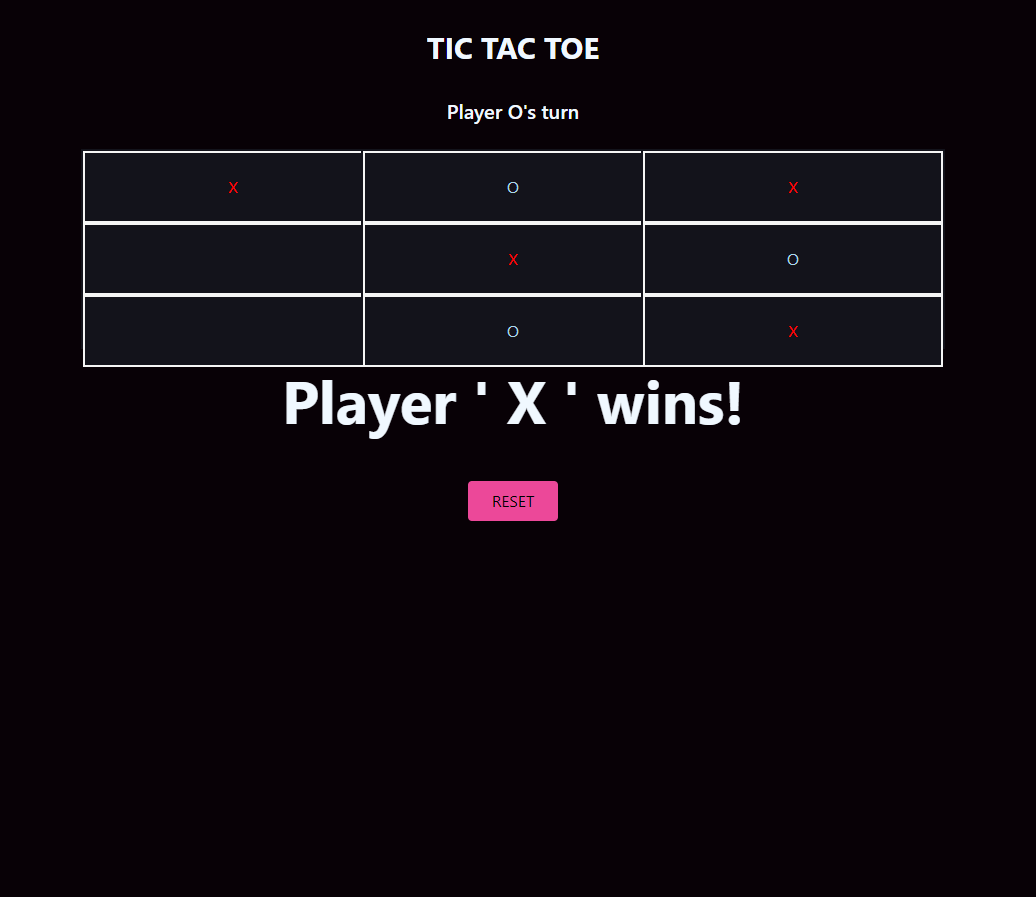 TIC TAC TOE
Player O's turn
X O X
X O
O X
Player ' X ' wins!
RESET